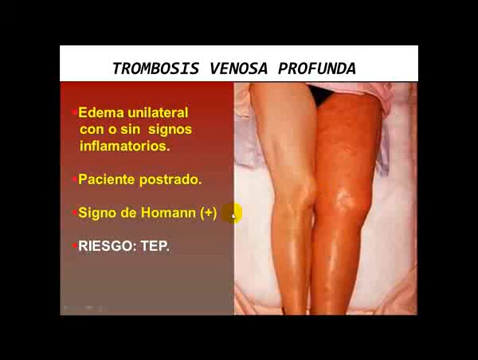 TROMBOSIS VENOSA PROFUNDA
Edema unilateral
con o sin signos
inflamatorios.
Paciente postrado.
Signo de Homann (+)
RIESGO: TEP.